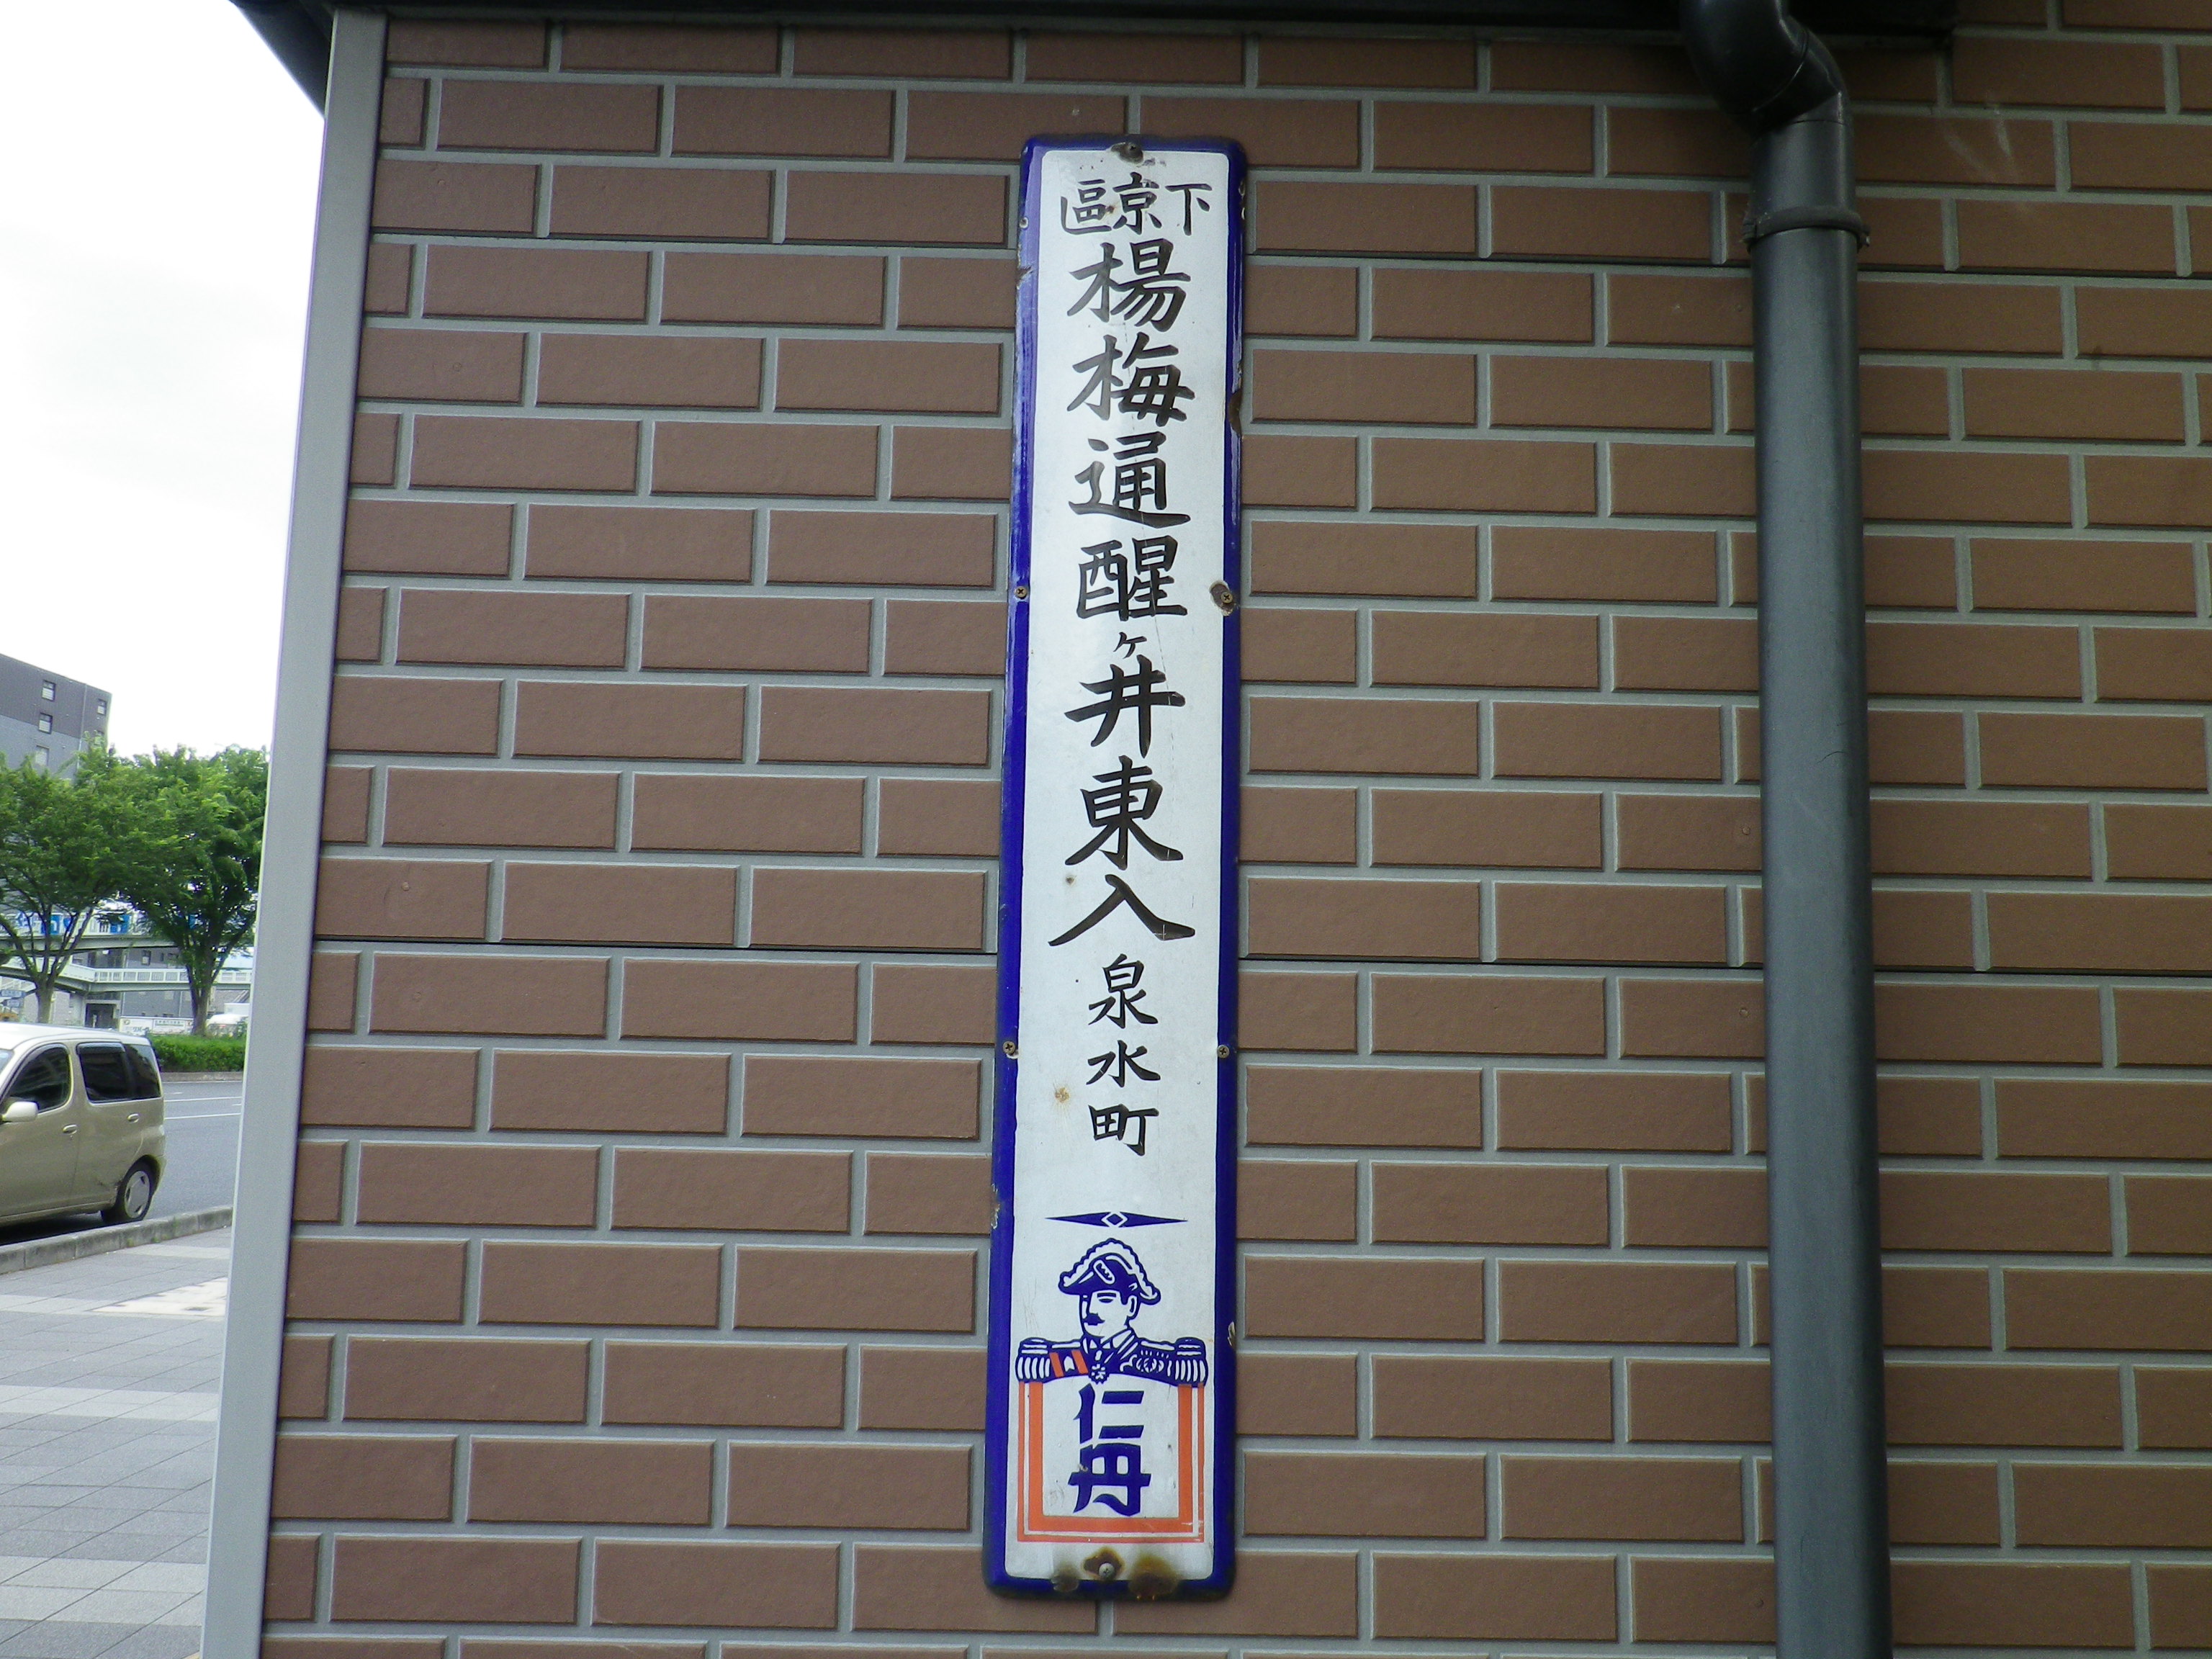 下京區
楊梅通醒ヶ井東入
泉水町
仁丹